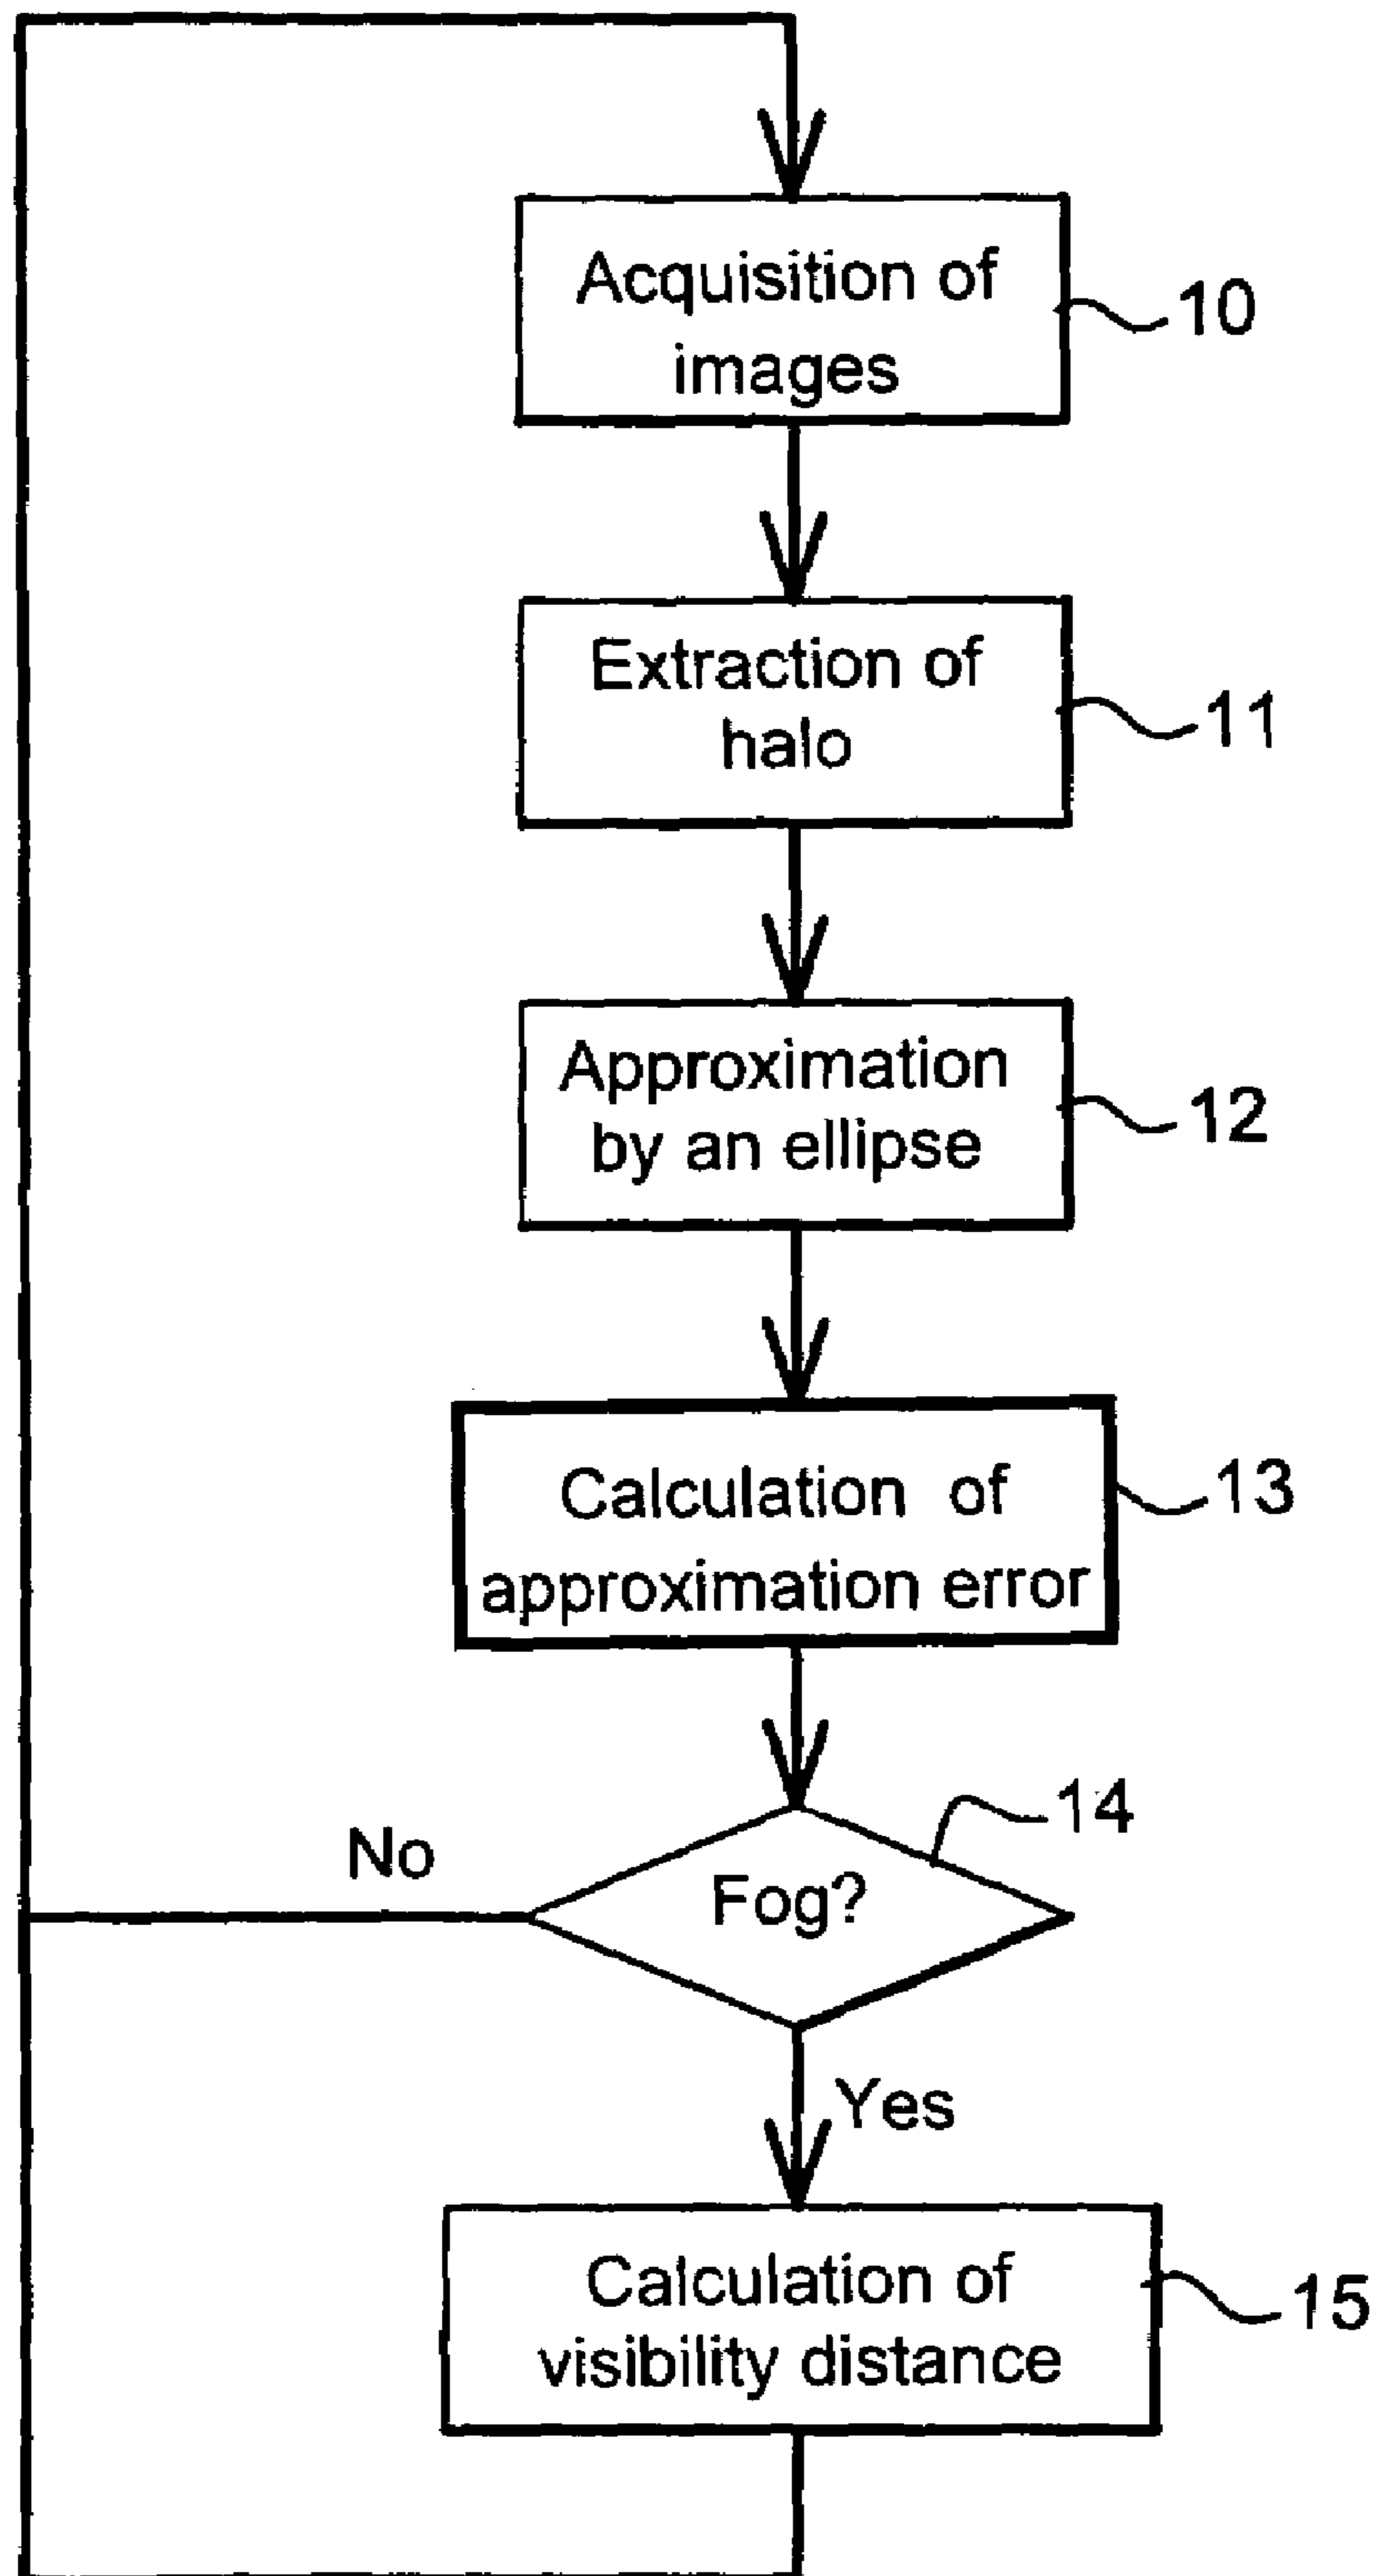 Acquisition of
images
10
Extraction of
halo
11
Approximation
by an ellipse
12
Calculation of
approximation error
13
14
No
Fog?
Yes
Calculation of
visibility distance
15